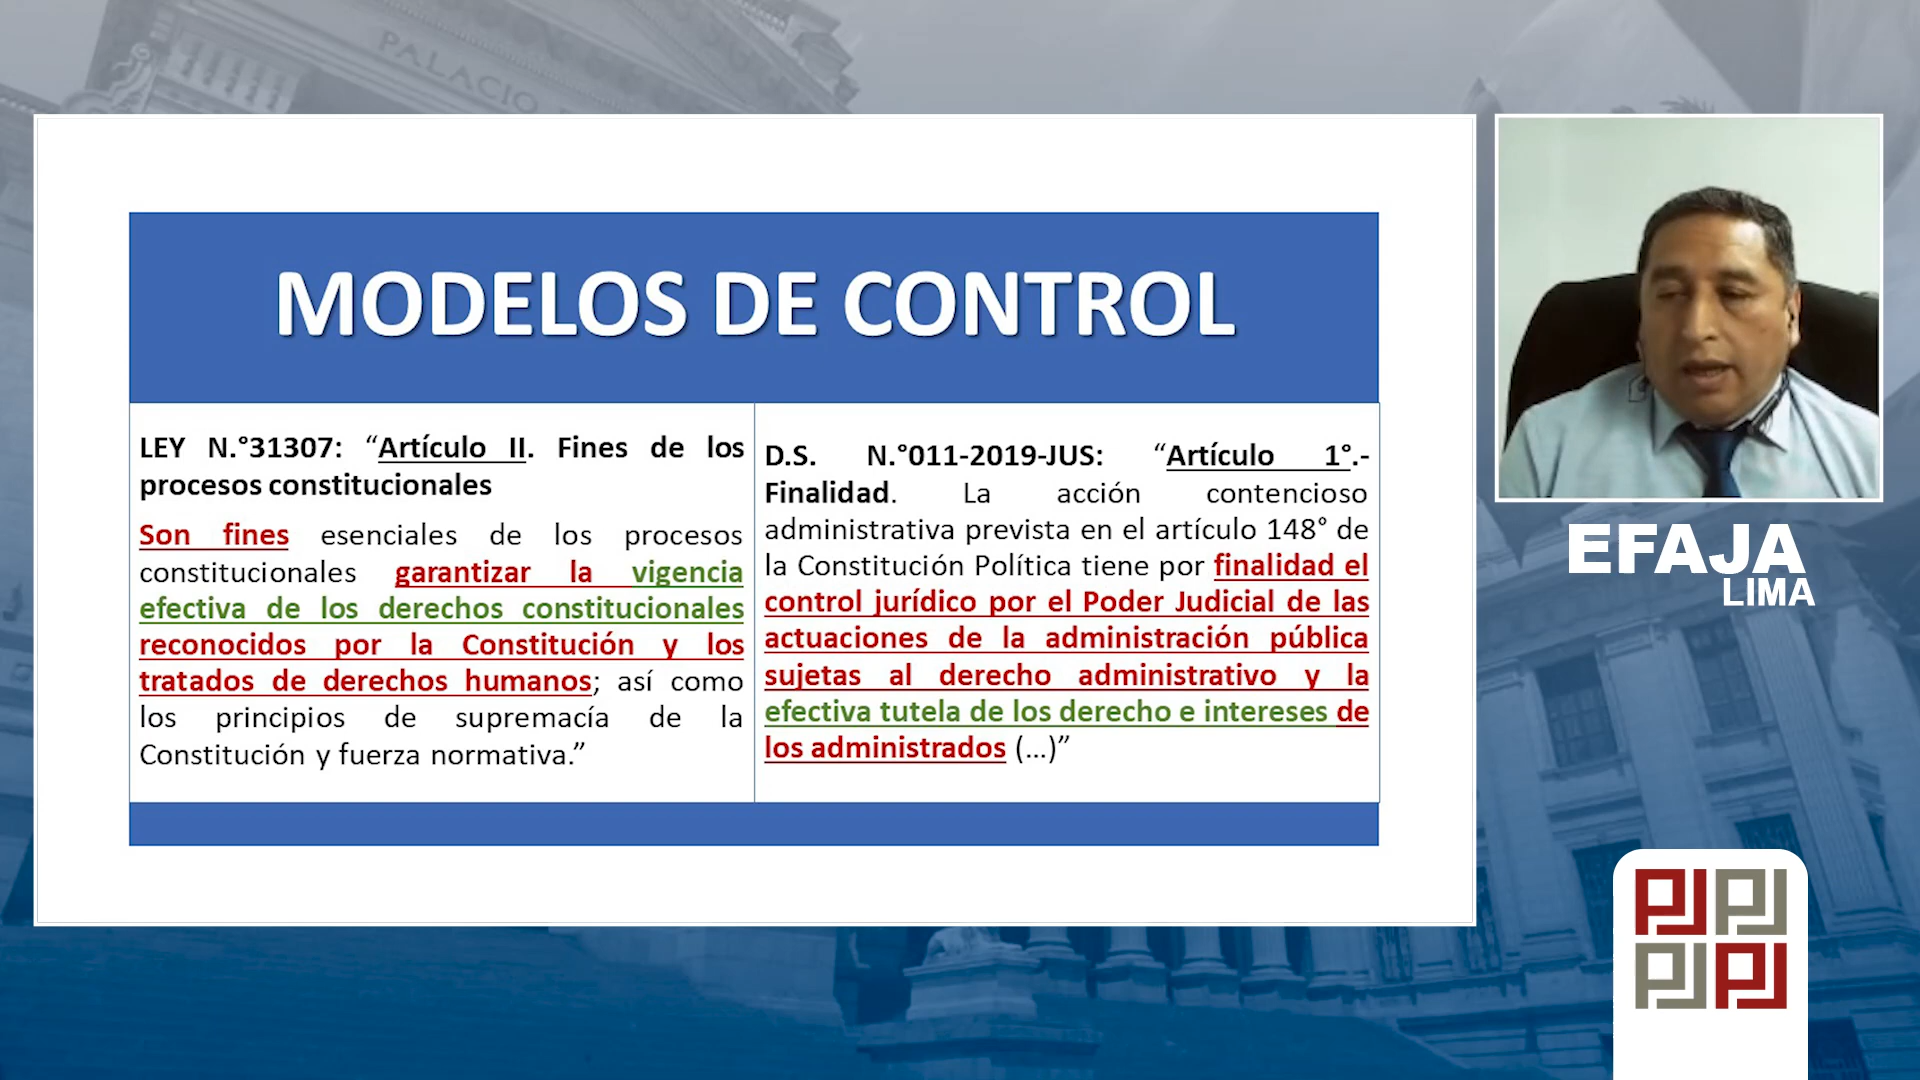 PALACIO
MODELOS DE CONTROL
LEY N.°31307: “Artículo II. Fines de los
procesos constitucionales
Son fines esenciales de los procesos
constitucionales garantizar la vigencia
efectiva de los derechos constitucionales
reconocidos por la Constitución y los
tratados de derechos humanos; así como
los principios de supremacía de la
Constitución y fuerza normativa.”
D.S. N.°011-2019-JUS: “Artículo 1°.-
Finalidad. La acción contencioso
administrativa prevista en el artículo 148° de
la Constitución Política tiene por finalidad el
control jurídico por el Poder Judicial de las
actuaciones de la administración pública
sujetas al derecho administrativo y la
efectiva tutela de los derecho e intereses de
los administrados (...)”
EFAJA
LIMA
PJ PJ
PJ PJ